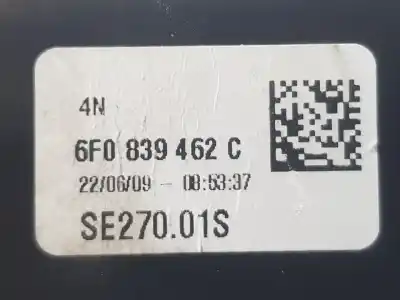 4N
6F0 839 462 C
22/06/09 - 08:53:37
SE270.01S